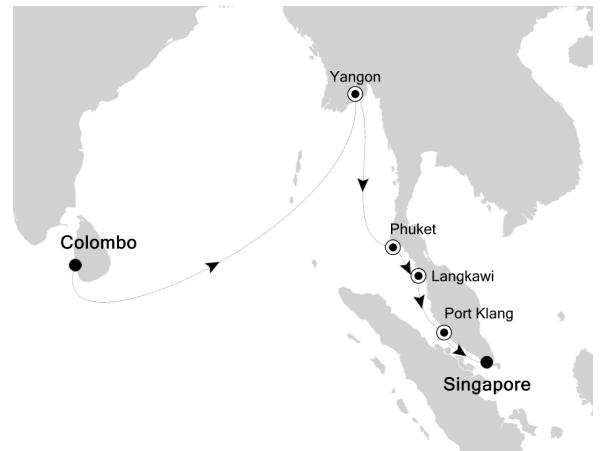 Yangon
Phuket
Colombo
Langkawi
Port Klang
Singapore